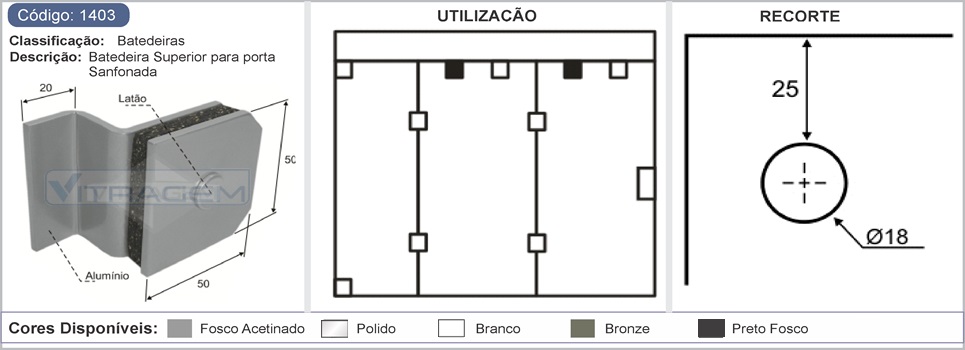 Código: 1403
Classificação: Batedeiras
Descrição: Batedeira Superior para porta
Sanfonada
20
Latão
50
VITRAGEM
Alumínio
50
UTILIZACÃO
RECORTE
25
Ø18
Cores Disponíveis: Fosco Acetinado Polido Branco Bronze Preto Fosco